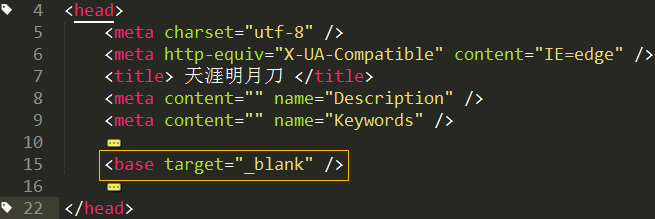 4 <head>
5 <meta charset="utf-8" />
6 <meta http-equiv="X-UA-Compatible" content="IE=edge" />
7 <title> 天涯明月刀 </title>
8 <meta content="" name="Description" />
9 <meta content="" name="Keywords" />
10
15 <base target="_blank" />
16
22 </head>